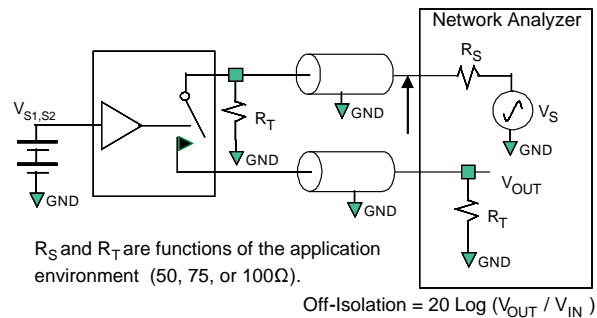 Network Analyzer
R_S
V_S1,S2
GND
V_S
R_T
GND
GND
GND
V_OUT
GND
R_T
GND
R_S and R_T are functions of the application
environment (50, 75, or 100Ω).
Off-Isolation = 20 Log (V_OUT / V_IN )